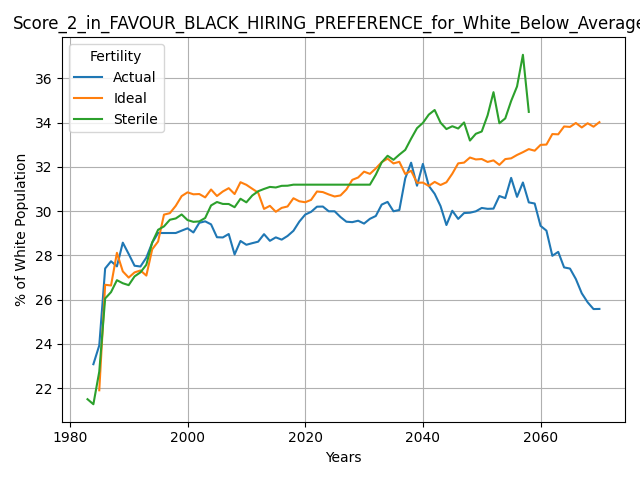 Score_2_in_FAVOUR_BLACK_HIRING_PREFERENCE_for_White_Below_Average
Fertility
Actual
Ideal
Sterile
% of White Population
36
34
32
30
28
26
24
22
1980
2000
2020
2040
2060
Years